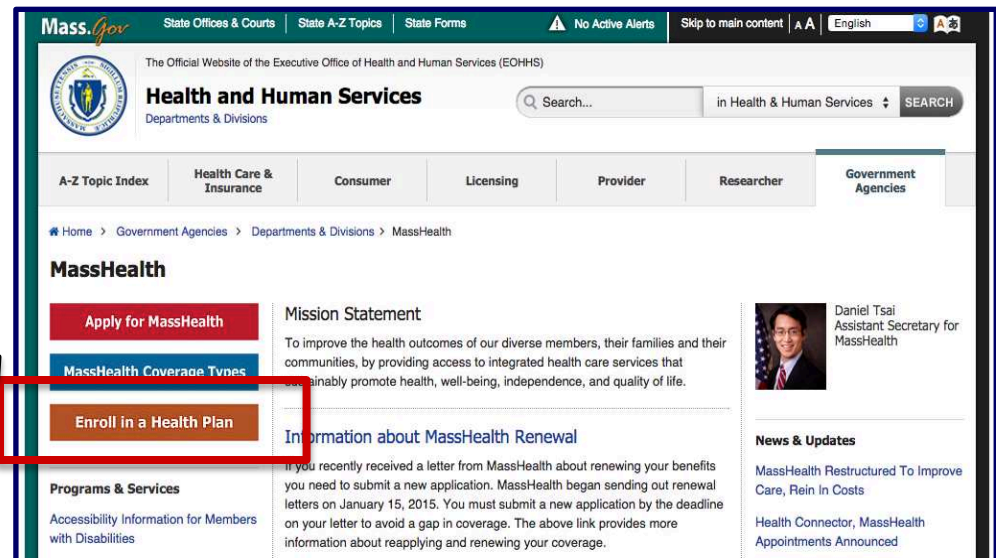 Mass.Gov State Offices & Courts State A-Z Topics State Forms No Active Alerts Skip to main content A A English
The Official Website of the Executive Office of Health and Human Services (EOHHS)
Health and Human Services
Departments & Divisions
Search... in Health & Human Services SEARCH
A-Z Topic Index Health Care & Insurance Consumer Licensing Provider Researcher Government Agencies
Home > Government Agencies > Departments & Divisions > MassHealth
MassHealth
Apply for MassHealth
MassHealth Coverage Types
Enroll in a Health Plan
Programs & Services
Accessibility Information for Members
with Disabilities
Mission Statement
To improve the health outcomes of our diverse members, their families and their
communities, by providing access to integrated health care services that
sustainably promote health, well-being, independence, and quality of life.
Information about MassHealth Renewal
If you recently received a letter from MassHealth about renewing your benefits
you need to submit a new application. MassHealth began sending out renewal
letters on January 15, 2015. You must submit a new application by the deadline
on your letter to avoid a gap in coverage. The above link provides more
information about reapplying and renewing your coverage.
Daniel Tsai
Assistant Secretary for
MassHealth
News & Updates
MassHealth Restructured To Improve
Care, Rein In Costs
Health Connector, MassHealth
Appointments Announced